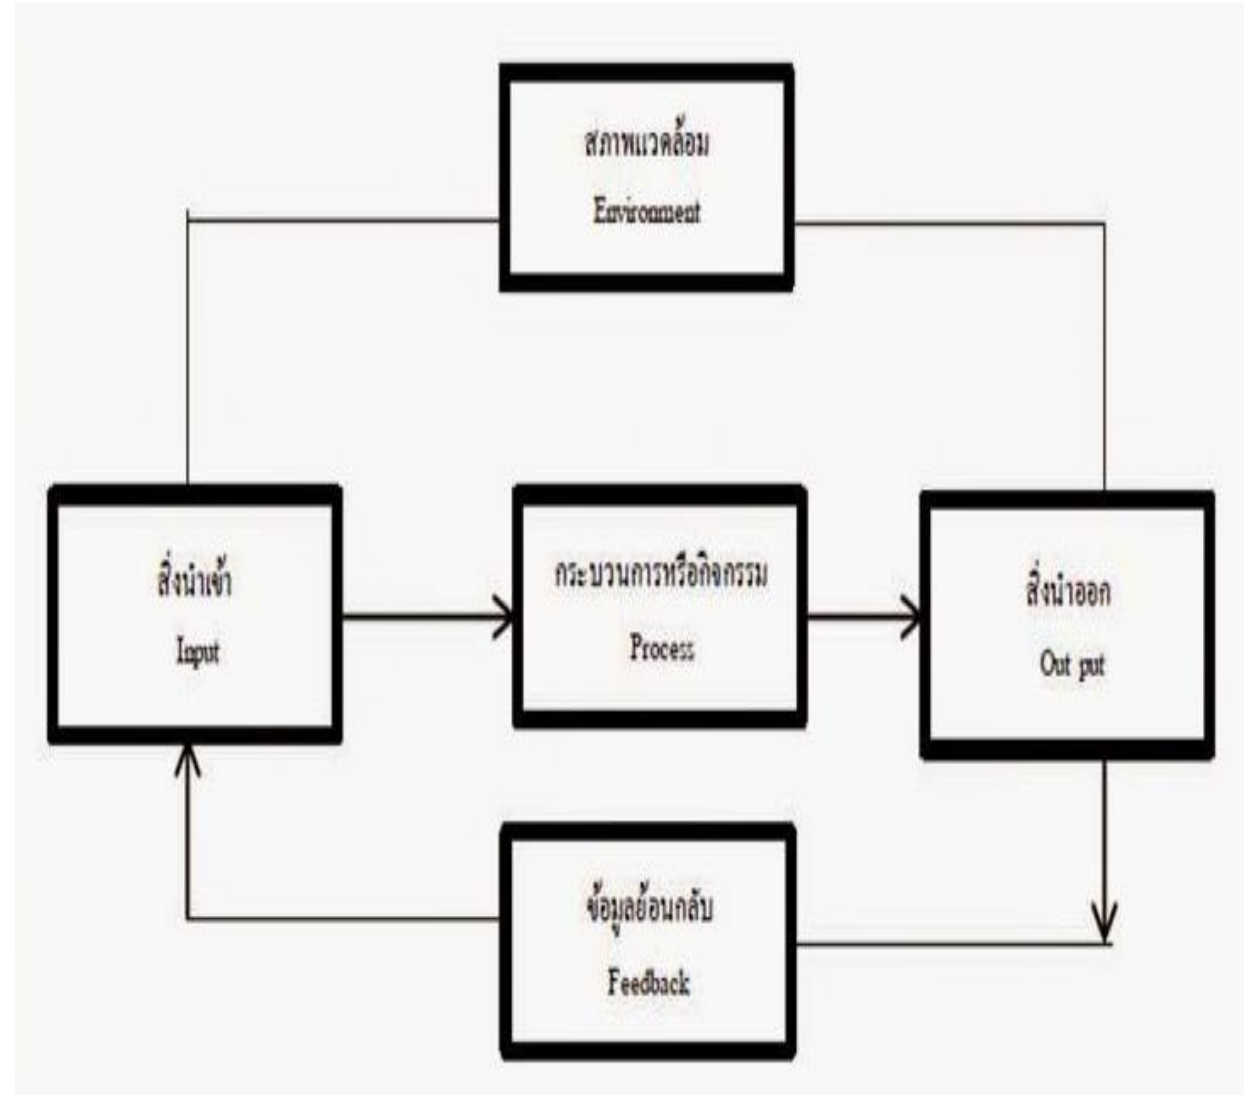 สภาพแวดล้อม
Environment
สิ่งนำเข้า
Input
กระบวนการหรือกิจกรรม
Process
สิ่งนำออก
Out put
ข้อมูลย้อนกลับ
Feedback